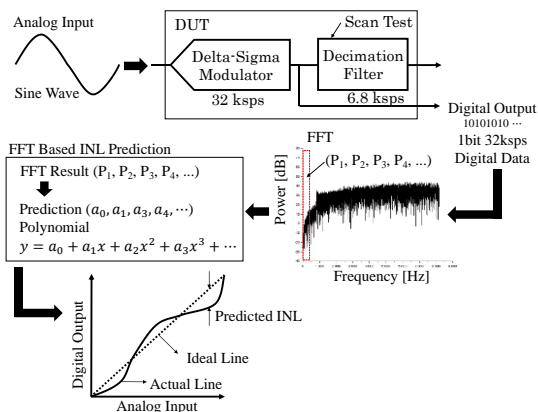 Analog Input
Sine Wave
DUT
Scan Test
Delta-Sigma
Modulator
32 ksps
Decimation
Filter
6.8 ksps
Digital Output
10101010 ···
1bit 32ksps
Digital Data
FFT Based INL Prediction
FFT Result (P₁, P₂, P₃, P₄, ...)
Prediction (a₀, a₁, a₃, a₄, ⋯)
Polynomial
y = a₀ + a₁x + a₂x² + a₃x³ + ⋯
FFT
(P₁, P₂, P₃, P₄, ...)
Power [dB]
Frequency [Hz]
Digital Output
Predicted INL
Ideal Line
Actual Line
Analog Input